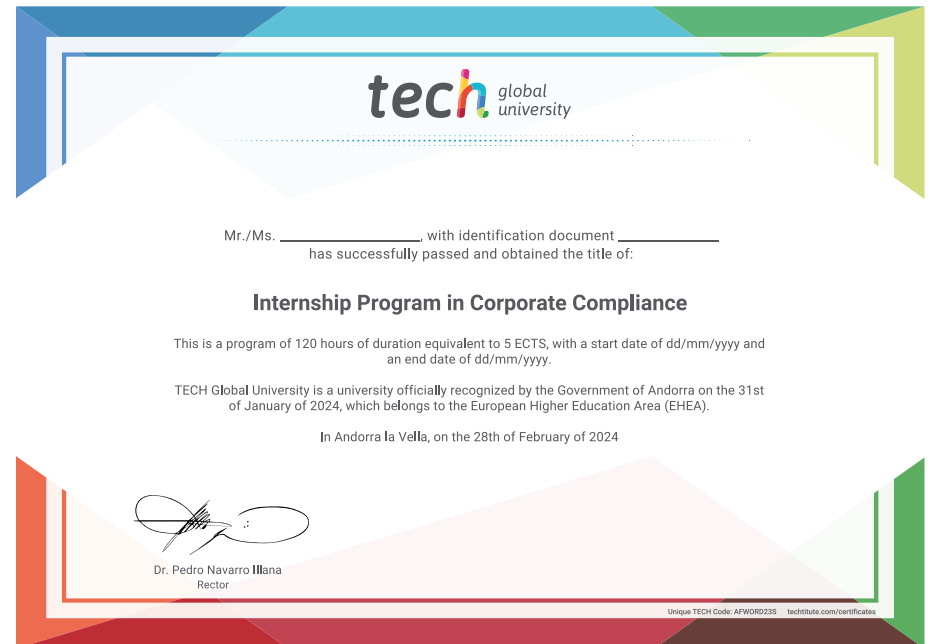 tech global
university
Mr./Ms. ____________, with identification document ____________
has successfully passed and obtained the title of:
Internship Program in Corporate Compliance
This is a program of 120 hours of duration equivalent to 5 ECTS, with a start date of dd/mm/yyyy and
an end date of dd/mm/yyyy.
TECH Global University is a university officially recognized by the Government of Andorra on the 31st
of January of 2024, which belongs to the European Higher Education Area (EHEA).
In Andorra la Vella, on the 28th of February of 2024
Dr. Pedro Navarro Illana
Rector
Unique TECH Code: AFWORD23S techtitute.com/certificates